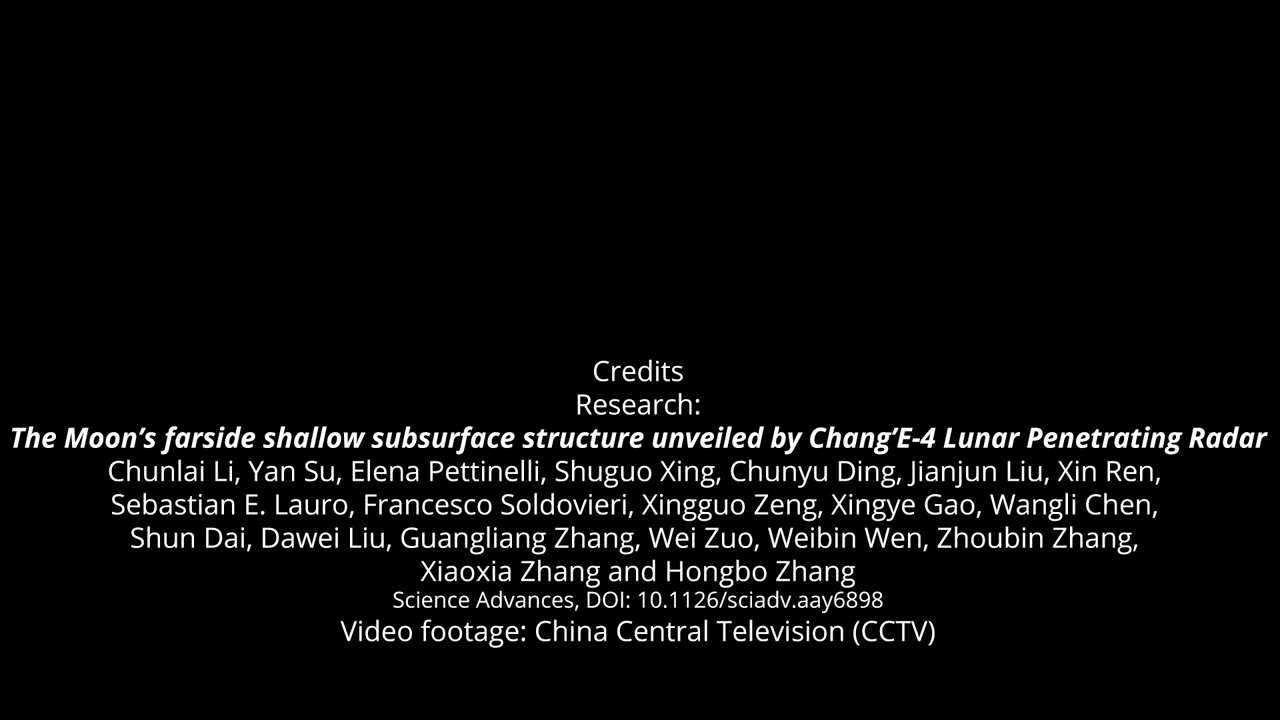 Credits
Research:
The Moon’s farside shallow subsurface structure unveiled by Chang’E-4 Lunar Penetrating Radar
Chunlai Li, Yan Su, Elena Pettinelli, Shuguo Xing, Chunyu Ding, Jianjun Liu, Xin Ren,
Sebastian E. Lauro, Francesco Soldovieri, Xingguo Zeng, Xingye Gao, Wangli Chen,
Shun Dai, Dawei Liu, Guangliang Zhang, Wei Zuo, Weibin Wen, Zhoubin Zhang,
Xiaoxia Zhang and Hongbo Zhang
Science Advances, DOI: 10.1126/sciadv.aay6898
Video footage: China Central Television (CCTV)